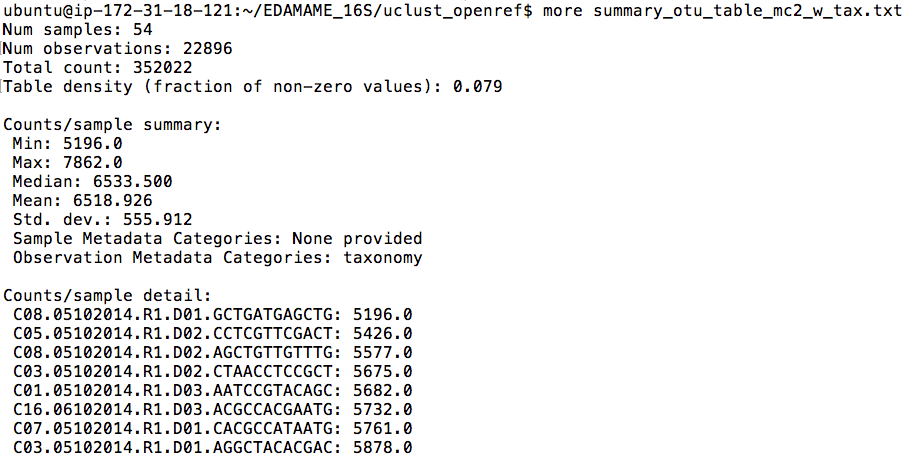 ubuntu@ip-172-31-18-121:~/EDAMAME_16S/uclust_openref$ more summary_otu_table_mc2_w_tax.txt
Num samples: 54
Num observations: 22896
Total count: 352022
Table density (fraction of non-zero values): 0.079

Counts/sample summary:
 Min: 5196.0
 Max: 7862.0
 Median: 6533.500
 Mean: 6518.926
 Std. dev.: 555.912
 Sample Metadata Categories: None provided
 Observation Metadata Categories: taxonomy

Counts/sample detail:
 C08.05102014.R1.D01.GCTGATGAGCTG: 5196.0
 C05.05102014.R1.D02.CCTCGTTCGACT: 5426.0
 C08.05102014.R1.D02.AGCTGTTGTTTG: 5577.0
 C03.05102014.R1.D02.CTAACCTCCGCT: 5675.0
 C01.05102014.R1.D03.AATCCGTACAGC: 5682.0
 C16.06102014.R1.D03.ACGCCACGAATG: 5732.0
 C07.05102014.R1.D01.CACGCCATAATG: 5761.0
 C03.05102014.R1.D01.AGGCTACACGAC: 5878.0